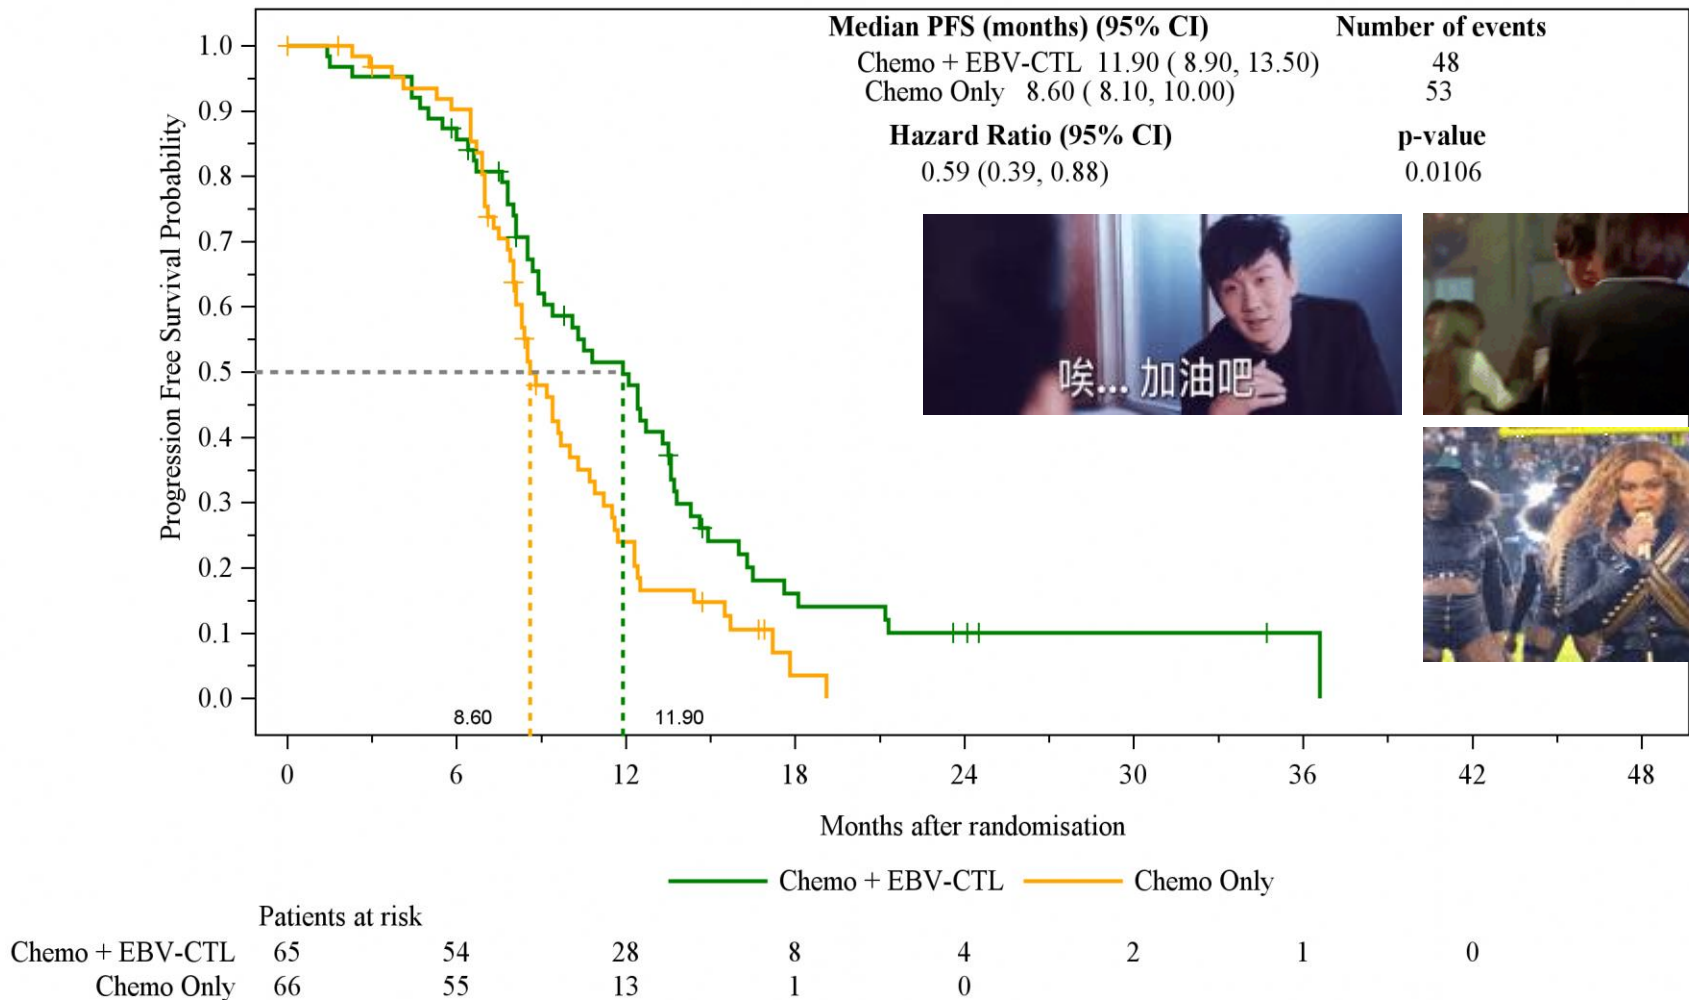 Median PFS (months) (95% CI) Number of events
Chemo + EBV-CTL 11.90 ( 8.90, 13.50) 48
Chemo Only 8.60 ( 8.10, 10.00) 53
Hazard Ratio (95% CI) p-value
0.59 (0.39, 0.88) 0.0106
唉... 加油吧
Progression Free Survival Probability
1.0
0.9
0.8
0.7
0.6
0.5
0.4
0.3
0.2
0.1
0.0
8.60 11.90
0 6 12 18 24 30 36 42 48
Months after randomisation
Chemo + EBV-CTL Chemo Only
Patients at risk
Chemo + EBV-CTL 65 54 28 8 4 2 1 0
Chemo Only 66 55 13 1 0